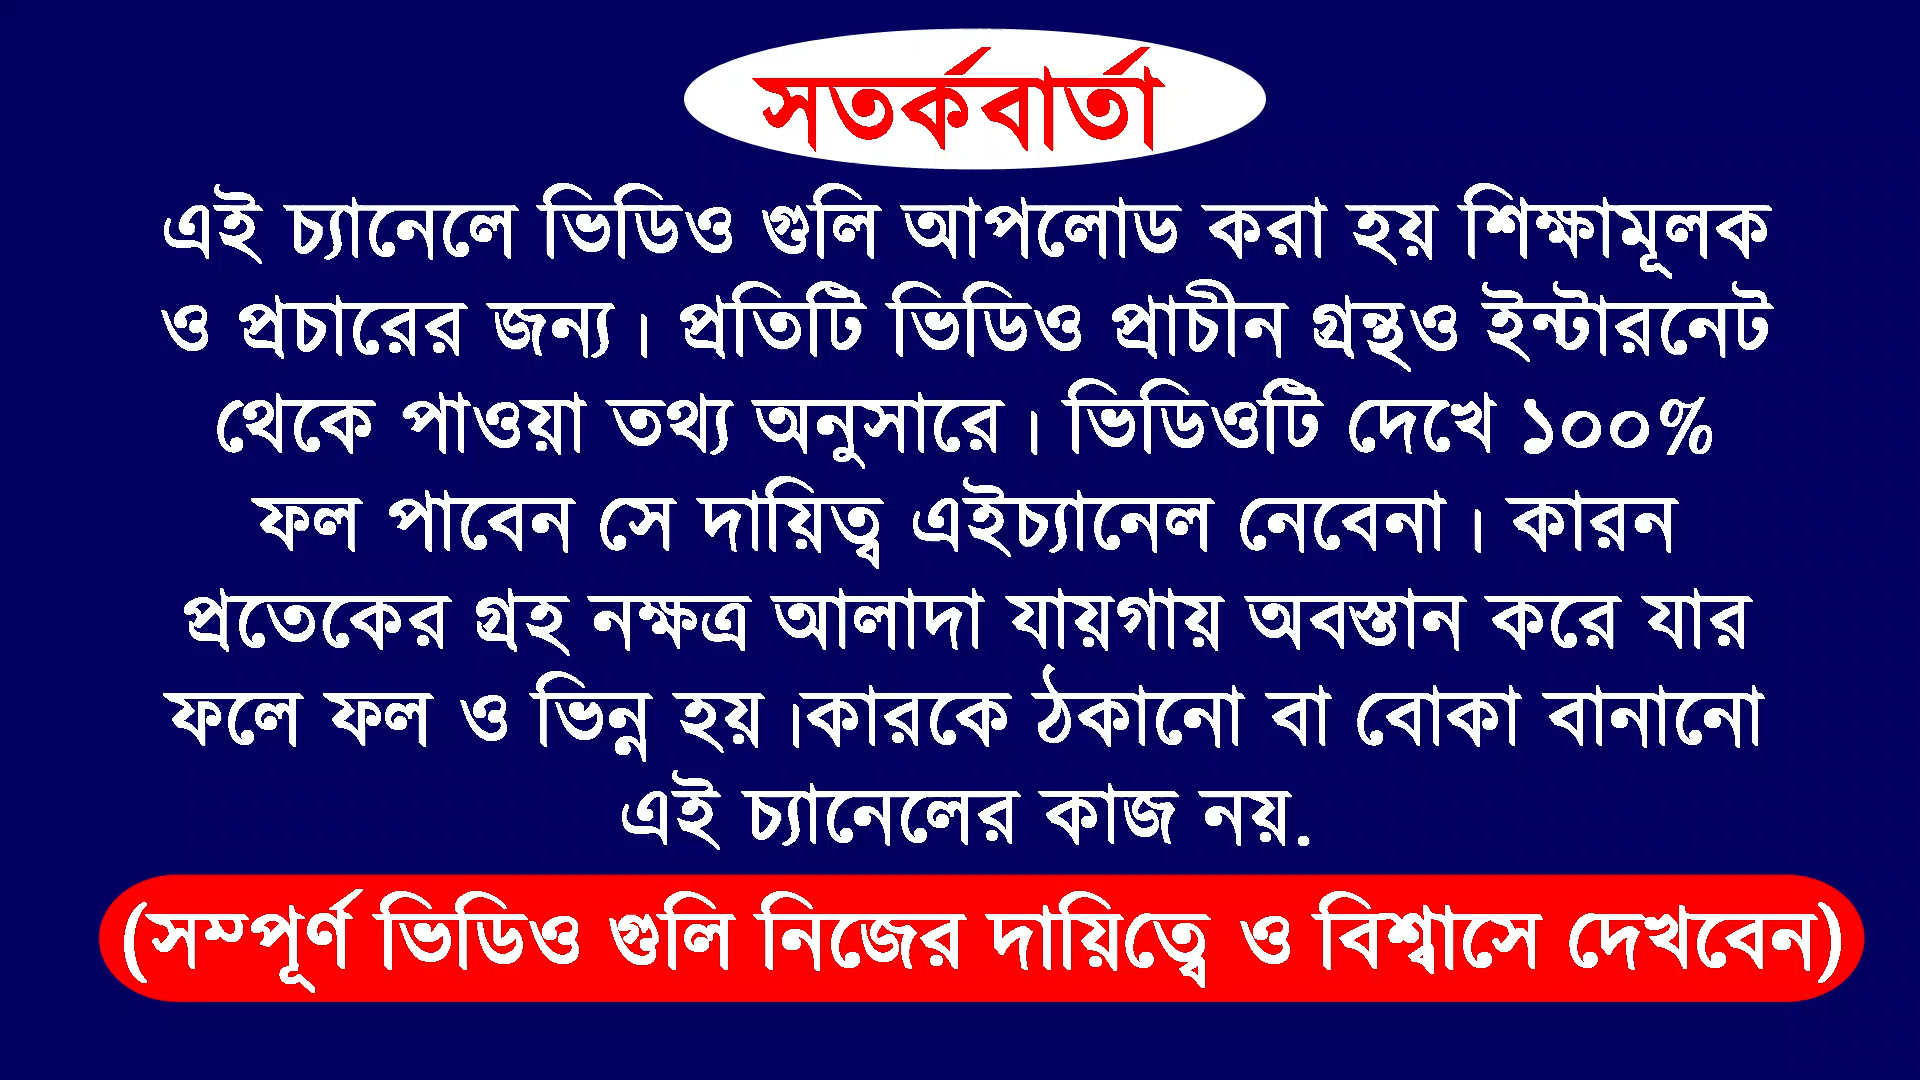 সতর্কবার্তা
এই চ্যানেলে ভিডিও গুলি আপলোড করা হয় শিক্ষামূলক
ও প্রচারের জন্য। প্রতিটি ভিডিও প্রাচীন গ্রন্থও ইন্টারনেট
থেকে পাওয়া তথ্য অনুসারে। ভিডিওটি দেখে ১০০%
ফল পাবেন সে দায়িত্ব এইচ্যানেল নেবেনা। কারন
প্রতেকের গ্রহ নক্ষত্র আলাদা যায়গায় অবস্তান করে যার
ফলে ফল ও ভিন্ন হয়।কারকে ঠকানো বা বোকা বানানো
এই চ্যানেলের কাজ নয়.
(সম্পূর্ণ ভিডিও গুলি নিজের দায়িত্বে ও বিশ্বাসে দেখবেন)